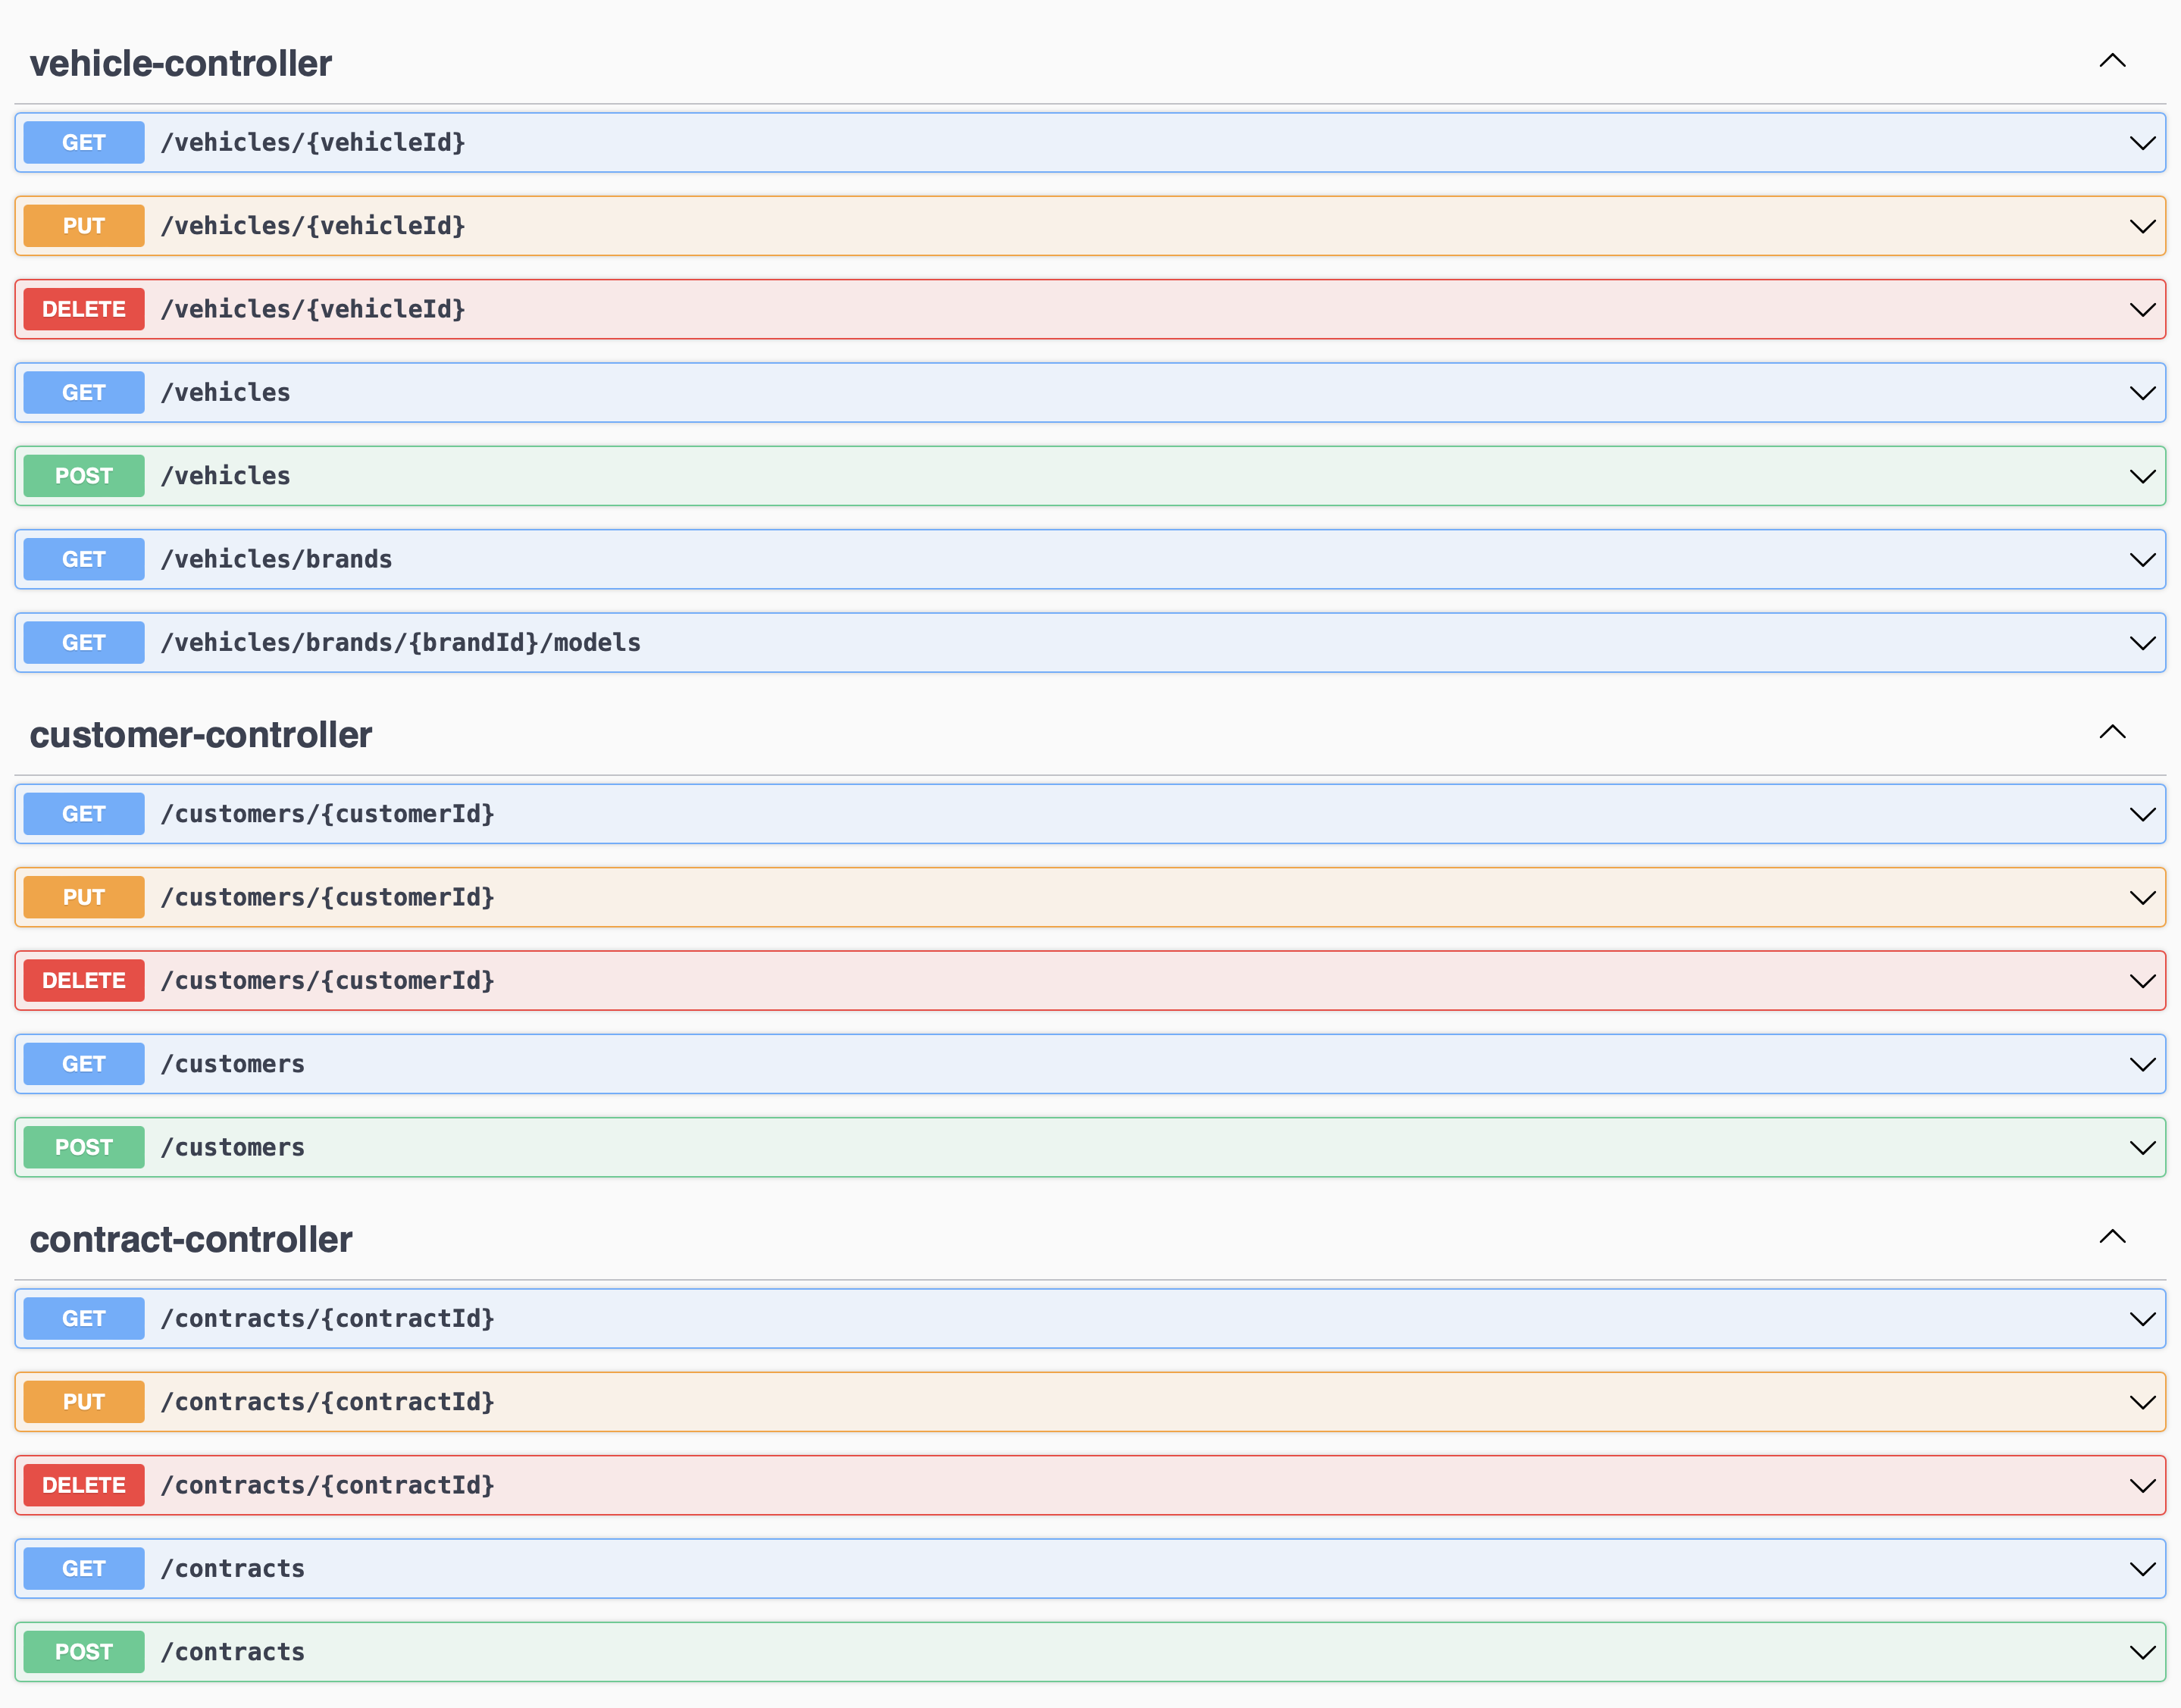 vehicle-controller
GET /vehicles/{vehicleId}
PUT /vehicles/{vehicleId}
DELETE /vehicles/{vehicleId}
GET /vehicles
POST /vehicles
GET /vehicles/brands
GET /vehicles/brands/{brandId}/models
customer-controller
GET /customers/{customerId}
PUT /customers/{customerId}
DELETE /customers/{customerId}
GET /customers
POST /customers
contract-controller
GET /contracts/{contractId}
PUT /contracts/{contractId}
DELETE /contracts/{contractId}
GET /contracts
POST /contracts